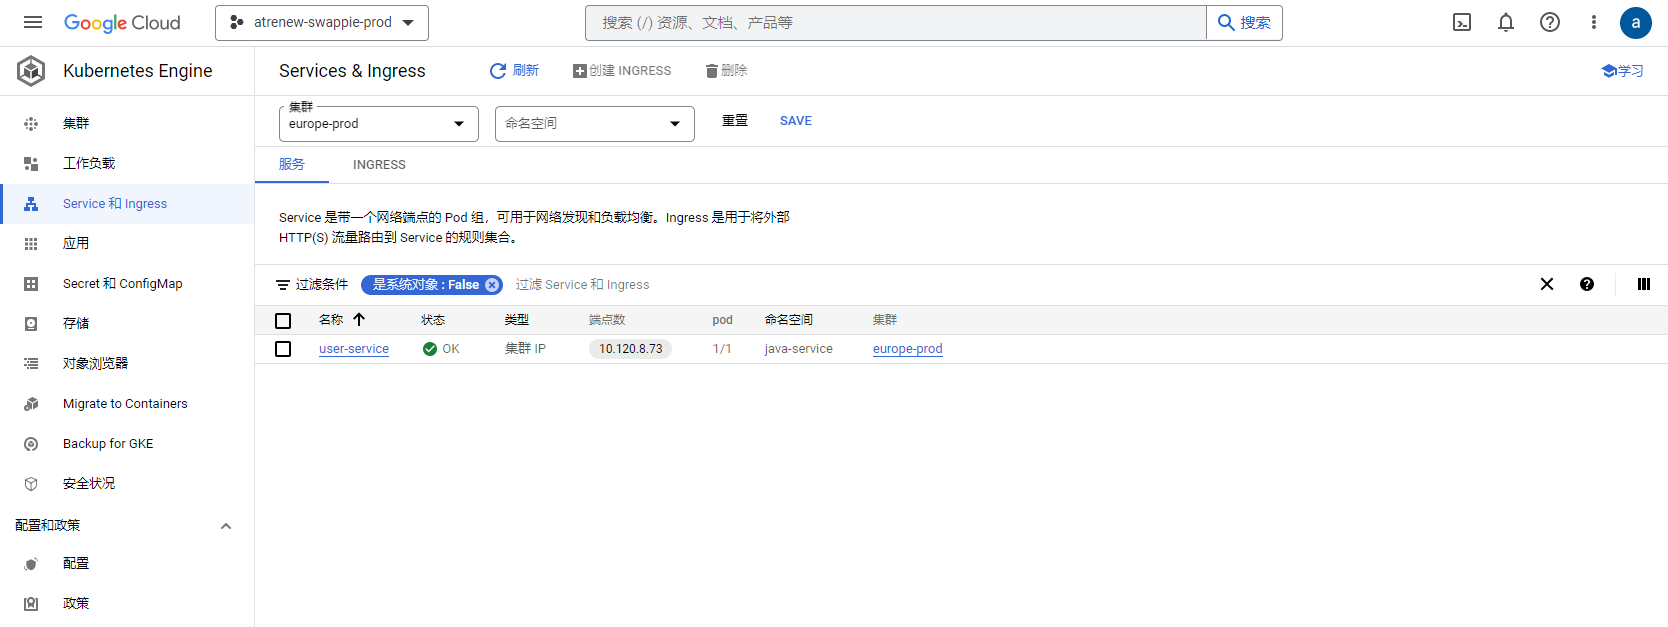 Google Cloud
atrenew-swappie-prod
搜索 (/) 资源、文档、产品等
搜索
a
Kubernetes Engine
Services & Ingress
刷新
创建 INGRESS
删除
学习
集群
工作负载
Service 和 Ingress
应用
Secret 和 ConfigMap
存储
对象浏览器
Migrate to Containers
Backup for GKE
安全状况
配置和政策
配置
政策
集群
europe-prod
命名空间
重置
SAVE
服务
INGRESS
Service 是带一个网络端点的 Pod 组，可用于网络发现和负载均衡。Ingress 是用于将外部
HTTP(S) 流量路由到 Service 的规则集合。
过滤条件
是系统对象 : False
过滤 Service 和 Ingress
名称 状态 类型 端点数 pod 命名空间 集群
user-service OK 集群 IP 10.120.8.73 1/1 java-service europe-prod